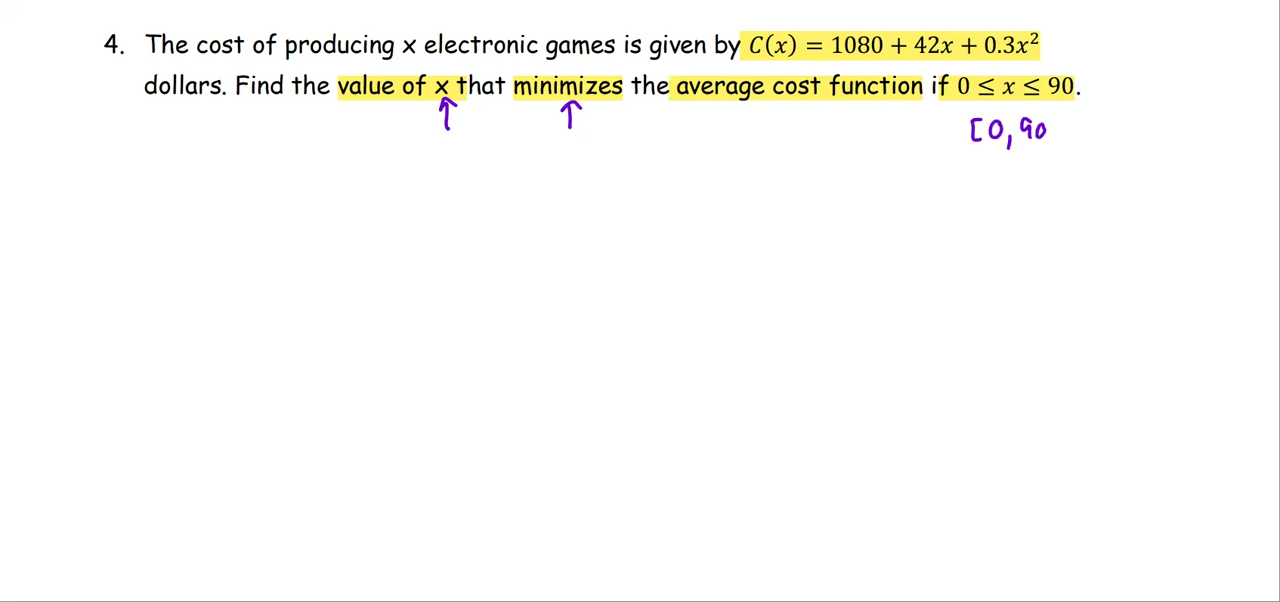 4. The cost of producing x electronic games is given by C(x) = 1080 + 42x + 0.3x²
dollars. Find the value of x that minimizes the average cost function if 0 ≤ x ≤ 90.
[0, 90